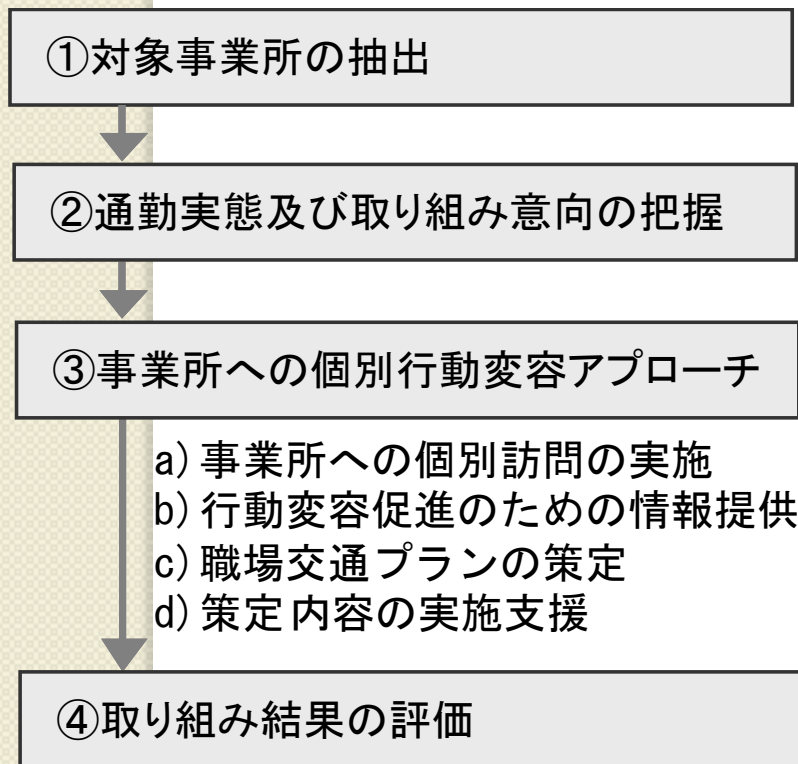 ①対象事業所の抽出
②通勤実態及び取り組み意向の把握
③事業所への個別行動変容アプローチ
a)事業所への個別訪問の実施
b)行動変容促進のための情報提供
c)職場交通プランの策定
d)策定内容の実施支援
④取り組み結果の評価